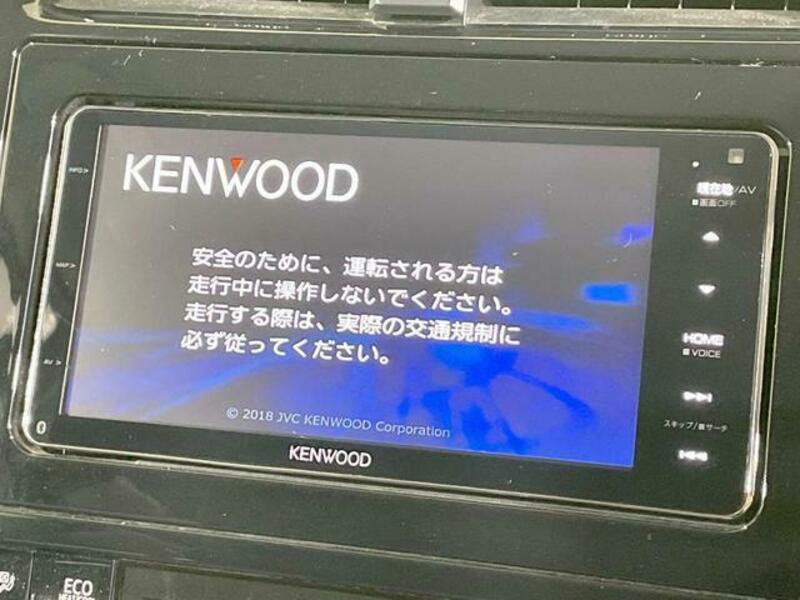 KENWOOD
安全のために、運転される方は
走行中に操作しないでください。
走行する際は、実際の交通規制に
必ず従ってください。
© 2018 JVC KENWOOD Corporation
KENWOOD
INFO >
MAP >
AV >
現在地/AV
■画面OFF
HOME
■VOICE
スキップ/■サーチ
ECO